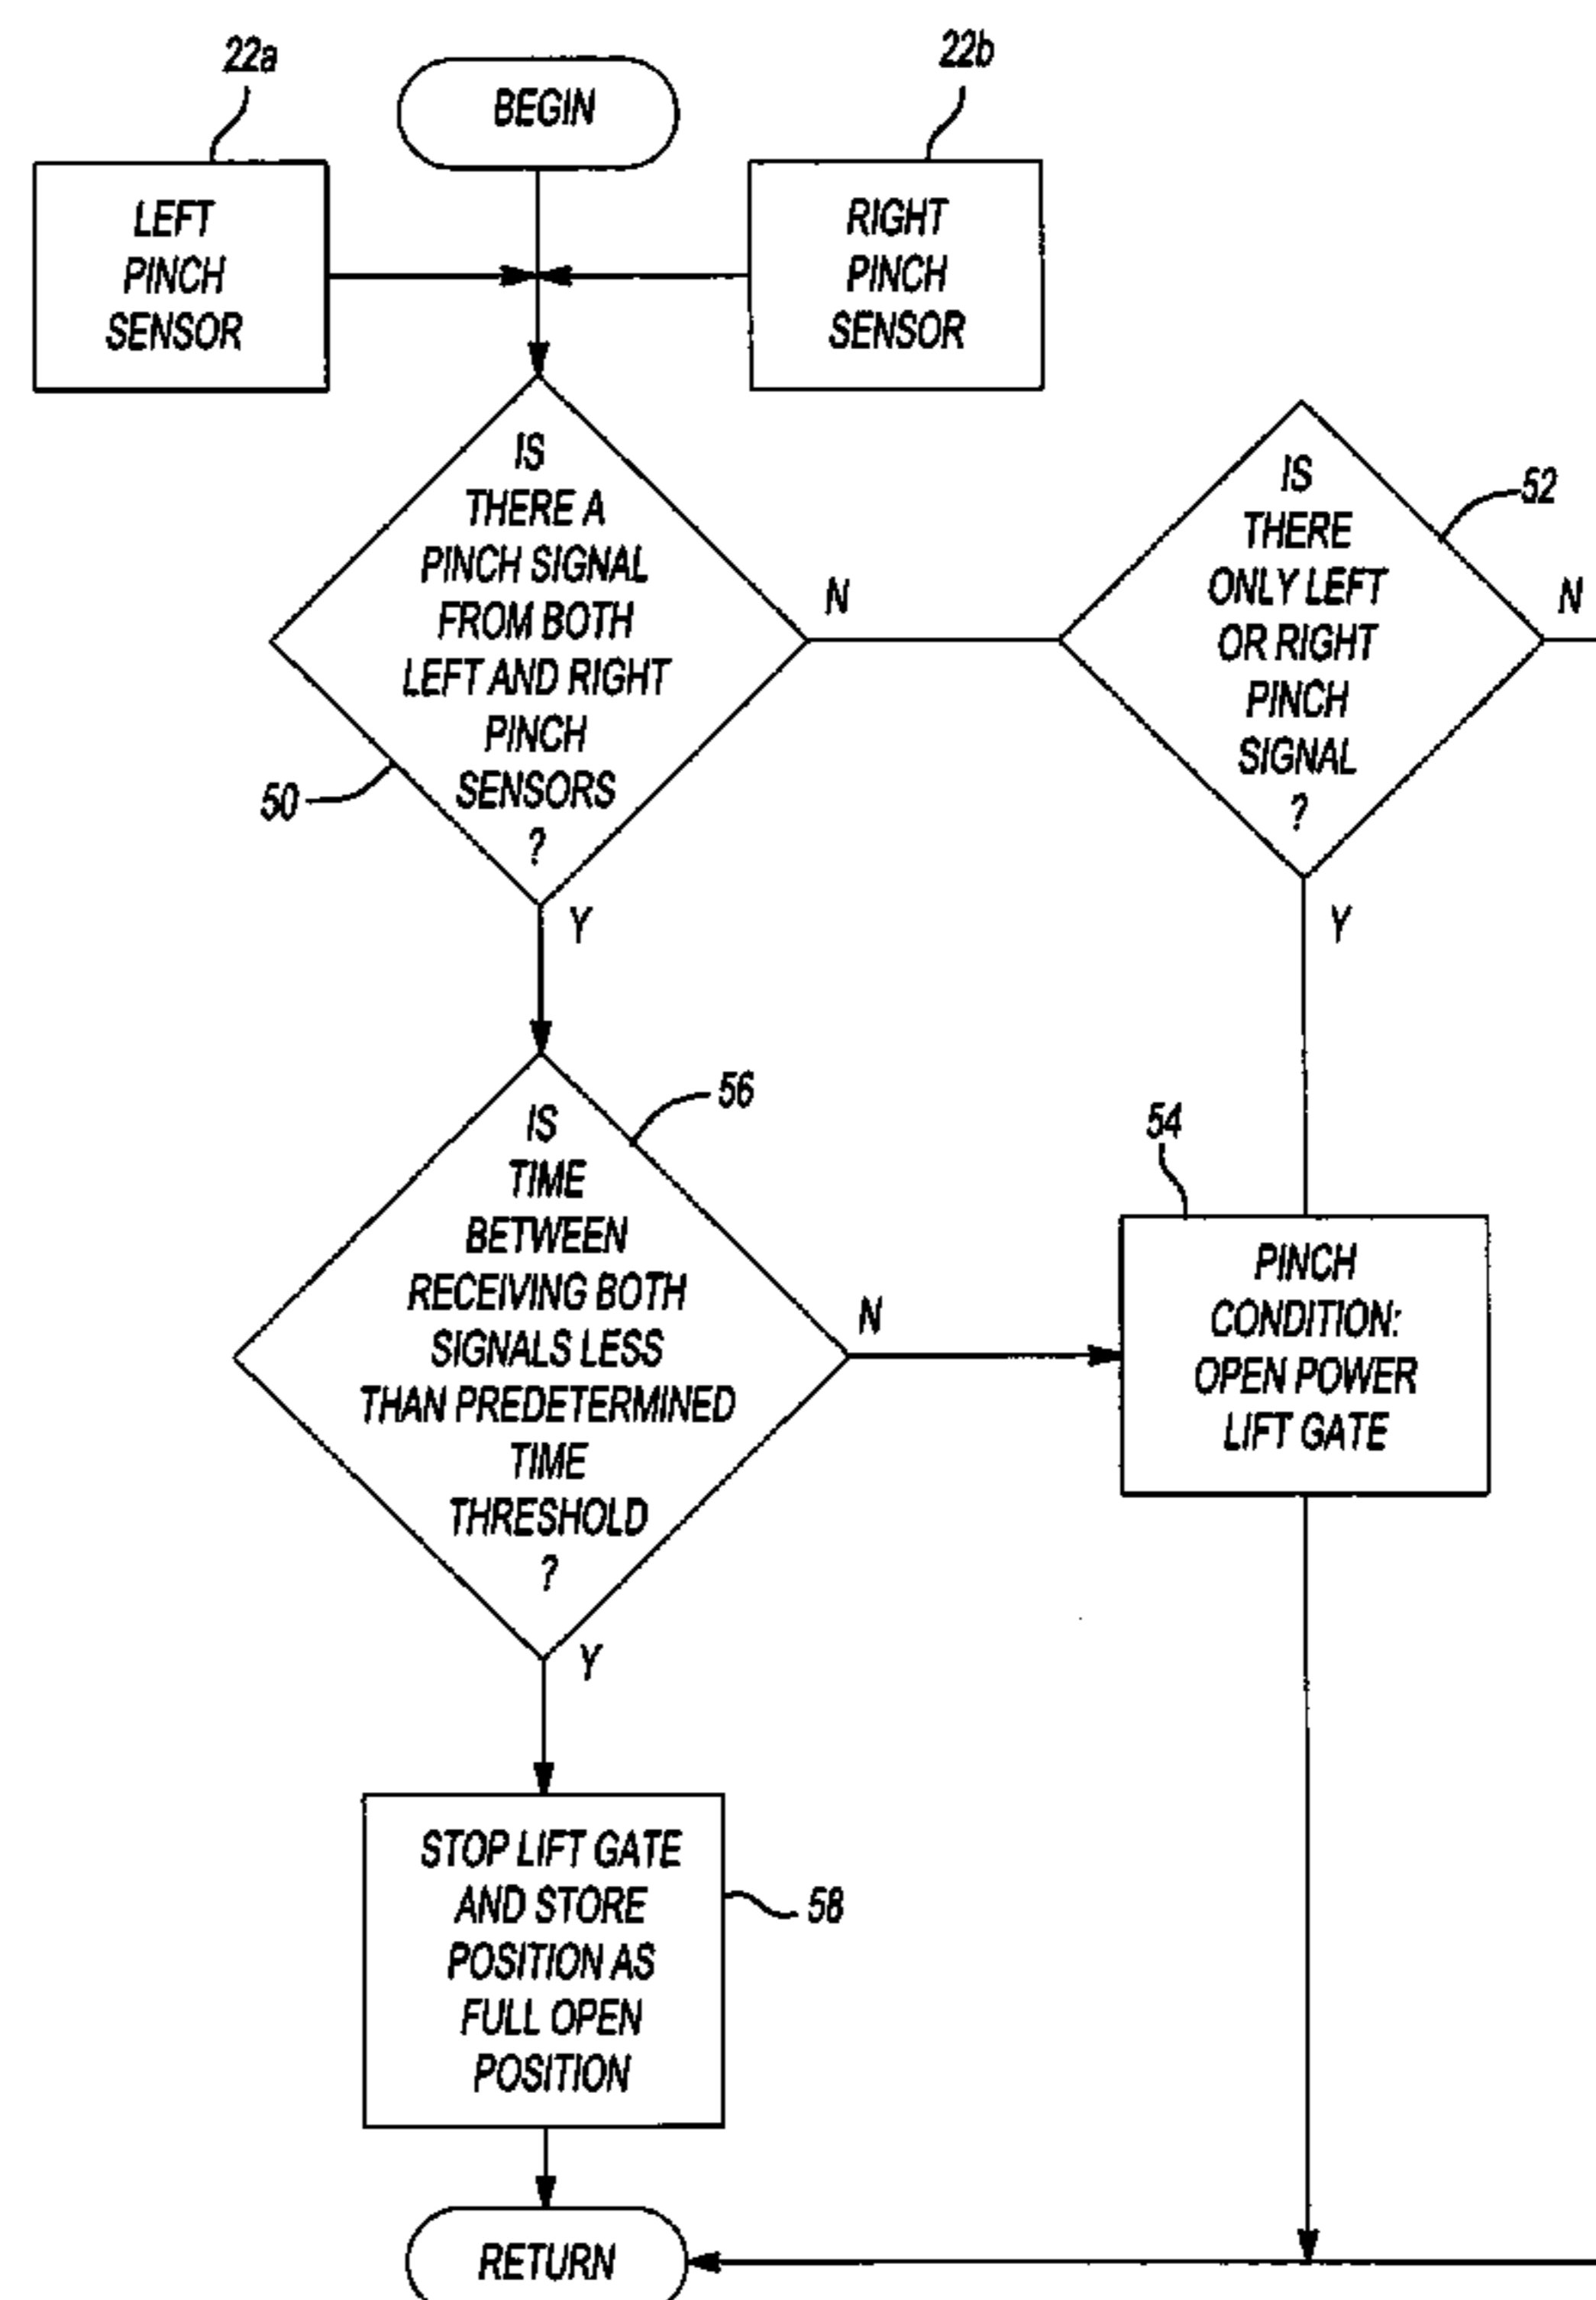 22a
BEGIN
22b
LEFT
PINCH
SENSOR
RIGHT
PINCH
SENSOR
IS
THERE A
PINCH SIGNAL
FROM BOTH
LEFT AND RIGHT
PINCH
SENSORS
?
50
N
Y
IS
THERE
ONLY LEFT
OR RIGHT
PINCH
SIGNAL
?
52
N
Y
IS
TIME
BETWEEN
RECEIVING BOTH
SIGNALS LESS
THAN PREDETERMINED
TIME
THRESHOLD
?
56
N
Y
54
PINCH
CONDITION:
OPEN POWER
LIFT GATE
STOP LIFT GATE
AND STORE
POSITION AS
FULL OPEN
POSITION
58
RETURN